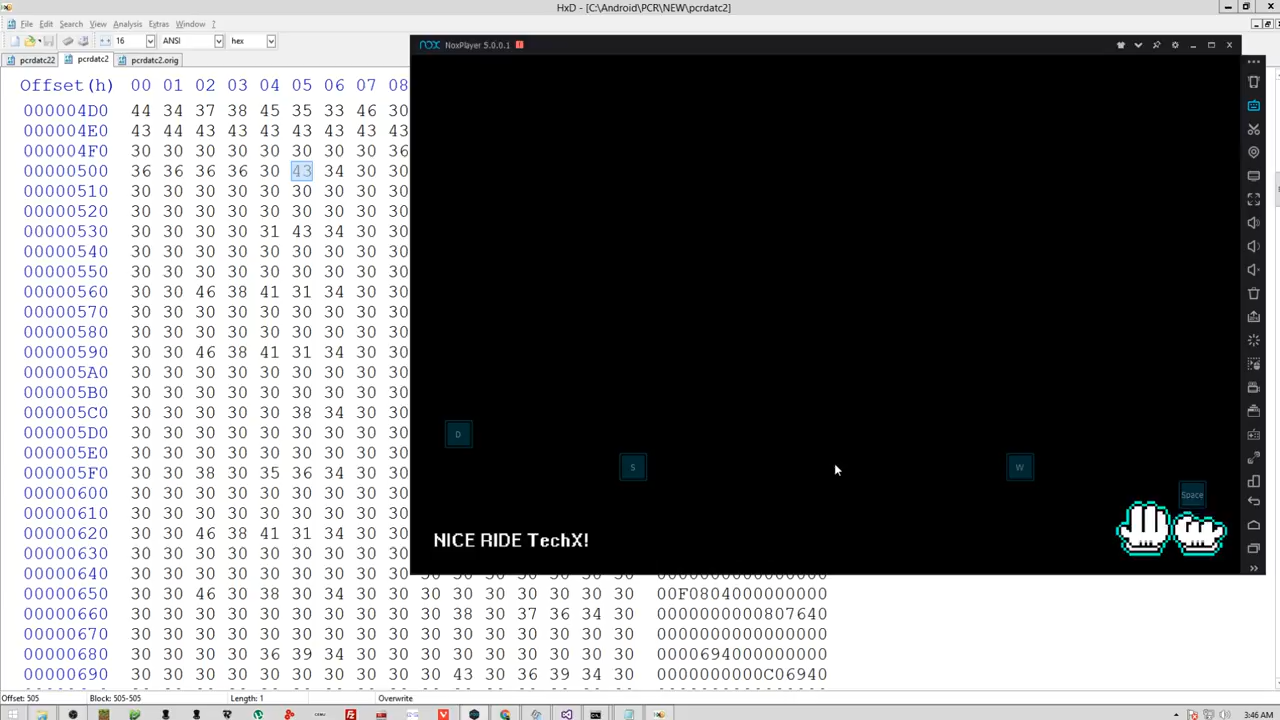 HxD - [C:\Android\PCR\NEW\pcrdatc2]
File Edit Search View Analysis Extras Window ?
16 ANSI hex
pcrdatc22 pcrdatc2 pcrdatc2.orig
NOX NoxPlayer 5.0.0.1
Offset(h) 00 01 02 03 04 05 06 07 08
000004D0 44 34 37 38 45 35 33 46 30
000004E0 43 44 43 43 43 43 43 43 43
000004F0 30 30 30 30 30 30 30 30 36
00000500 36 36 36 36 30 43 34 30 30
00000510 30 30 30 30 30 30 30 30 30
00000520 30 30 30 30 30 30 30 30 30
00000530 30 30 30 30 31 43 34 30 30
00000540 30 30 30 30 30 30 30 30 30
00000550 30 30 30 30 30 30 30 30 30
00000560 30 30 46 38 41 31 34 30 30
00000570 30 30 30 30 30 30 30 30 30
00000580 30 30 30 30 30 30 30 30 30
00000590 30 30 46 38 41 31 34 30 30
000005A0 30 30 30 30 30 30 30 30 30
000005B0 30 30 30 30 30 30 30 30 30
000005C0 30 30 30 30 30 38 34 30 30
000005D0 30 30 30 30 30 30 30 30 30
000005E0 30 30 30 30 30 30 30 30 30
000005F0 30 30 38 30 35 36 34 30 30
00000600 30 30 30 30 30 30 30 30 30
00000610 30 30 30 30 30 30 30 30 30
00000620 30 30 46 38 41 31 34 30 30
00000630 30 30 30 30 30 30 30 30 30
D
S
W
Space
NICE RIDE TechX!
00000640 30 30 30 30 30 30 30 30 30 30 30 30 30 30 30 30 0000000000000000
00000650 30 30 46 30 38 30 34 30 30 30 30 30 30 30 30 30 00F0804000000000
00000660 30 30 30 30 30 30 30 30 30 30 38 30 37 36 34 30 0000000000807640
00000670 30 30 30 30 30 30 30 30 30 30 30 30 30 30 30 30 0000000000000000
00000680 30 30 30 30 36 39 34 30 30 30 30 30 30 30 30 30 0000694000000000
00000690 30 30 30 30 30 30 30 30 30 30 43 30 36 39 34 30 0000000000C06940
Offset: 505 Block: 505-505 Length: 1 Overwrite
3:46 AM